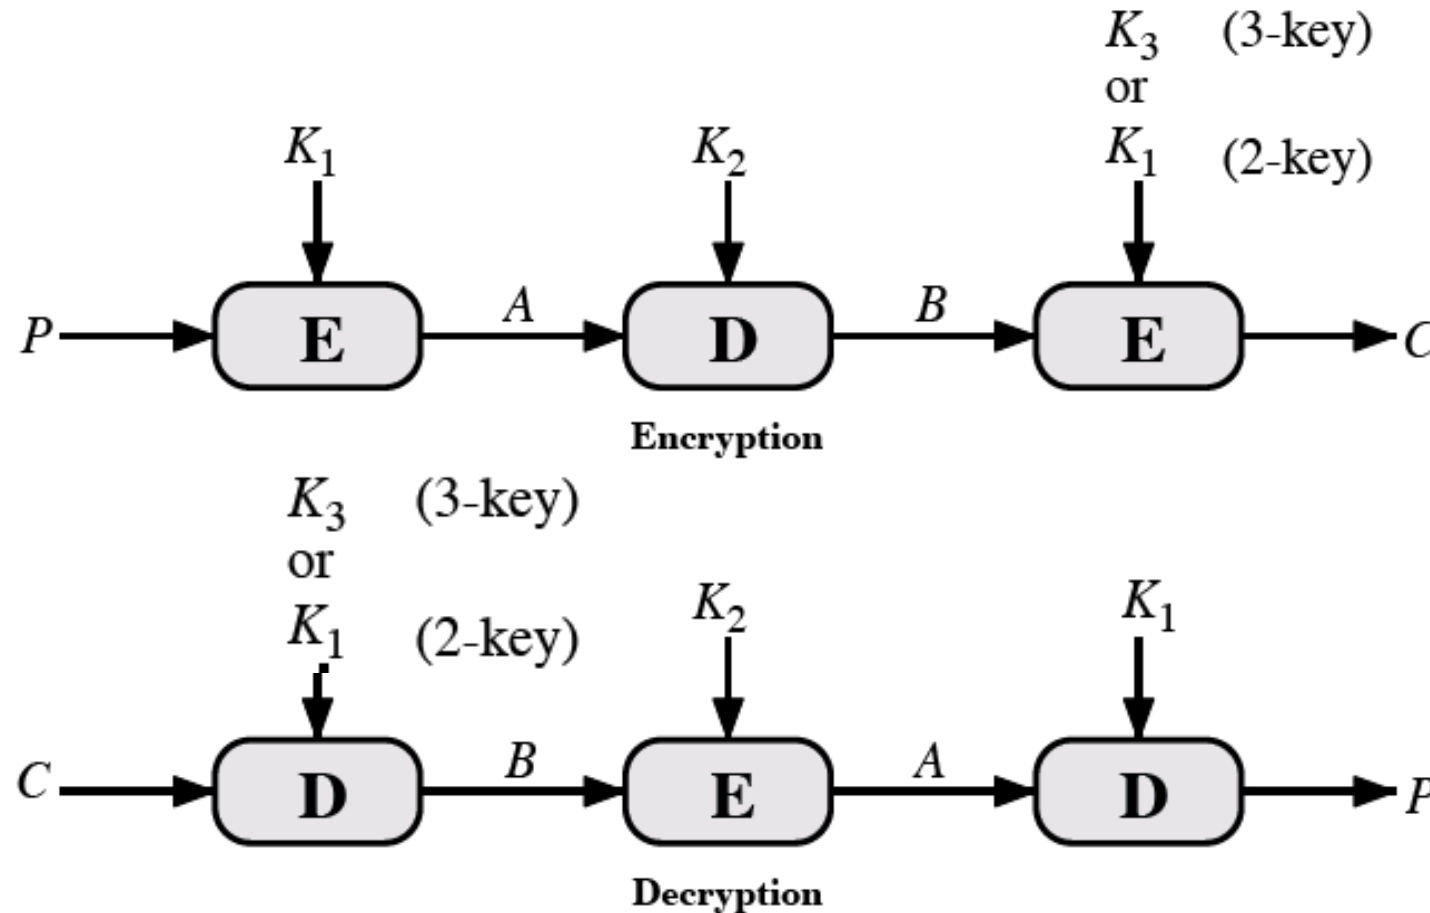 K₃ (3-key)
or
K₁ K₂ K₁ (2-key)
P E A D B E C
Encryption
K₃ (3-key)
or
K₁ (2-key) K₂ K₁
C D B E A D P
Decryption